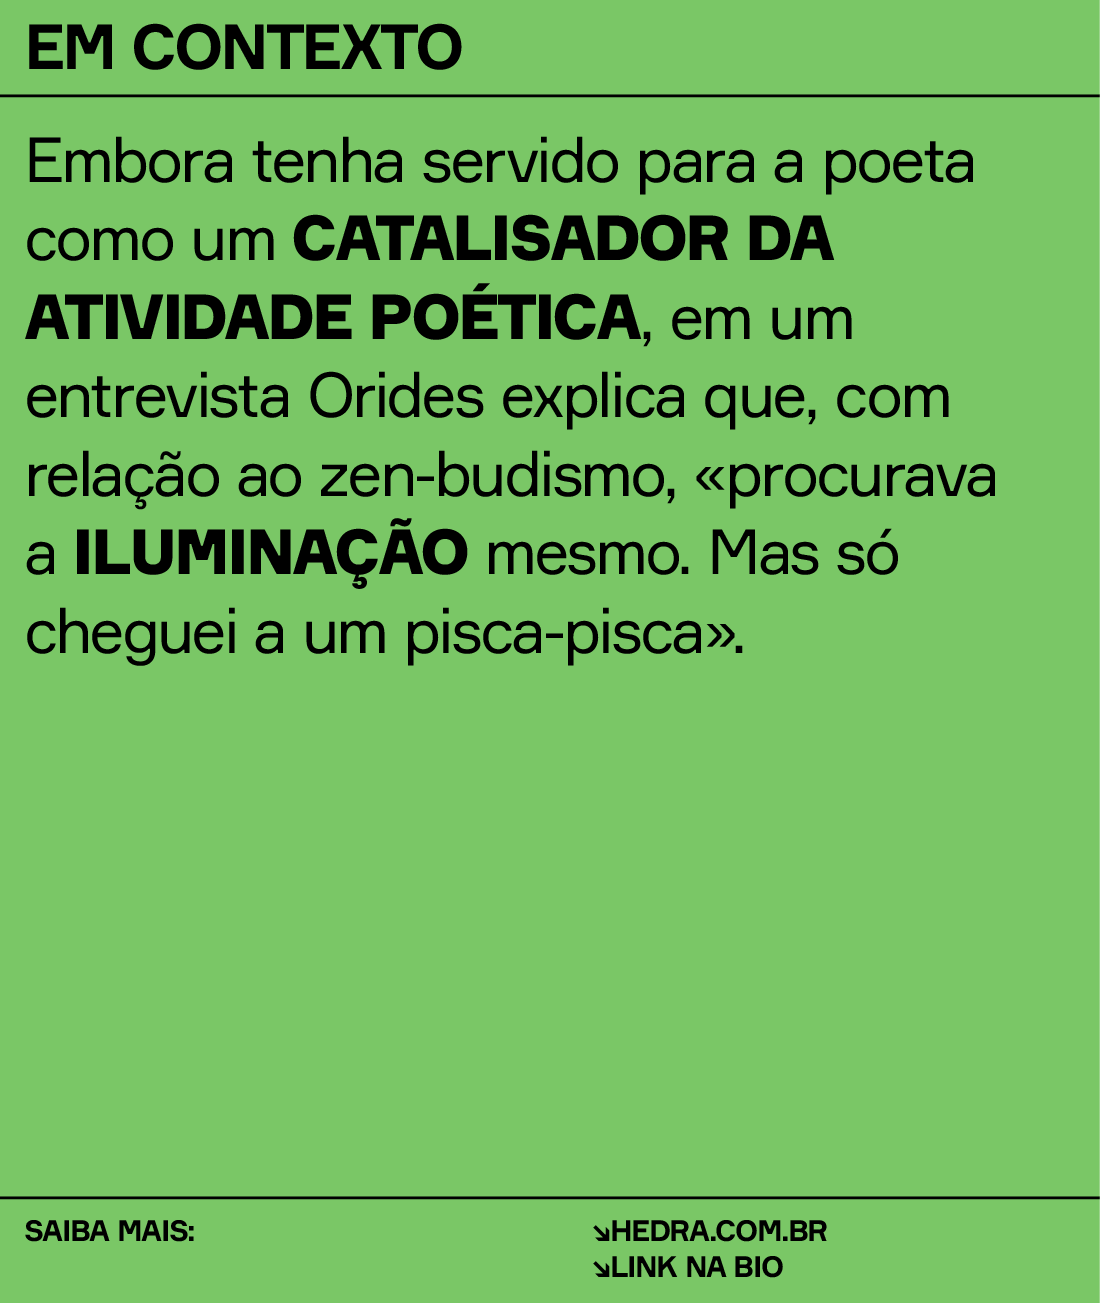 EM CONTEXTO
Embora tenha servido para a poeta
como um CATALISADOR DA
ATIVIDADE POÉTICA, em um
entrevista Orides explica que, com
relação ao zen-budismo, «procurava
a ILUMINAÇÃO mesmo. Mas só
cheguei a um pisca-pisca».
SAIBA MAIS:
↘HEDRA.COM.BR
↘LINK NA BIO